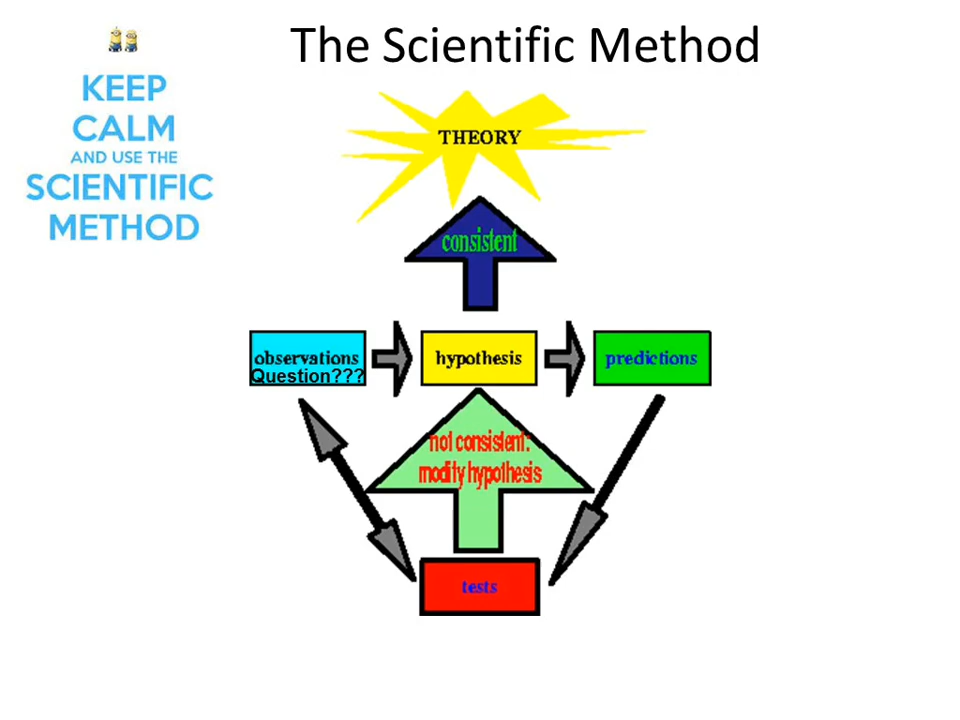 The Scientific Method
KEEP
CALM
AND USE THE
SCIENTIFIC
METHOD
THEORY
consistent
observations
Question???
hypothesis
predictions
not consistent:
modify hypothesis
tests